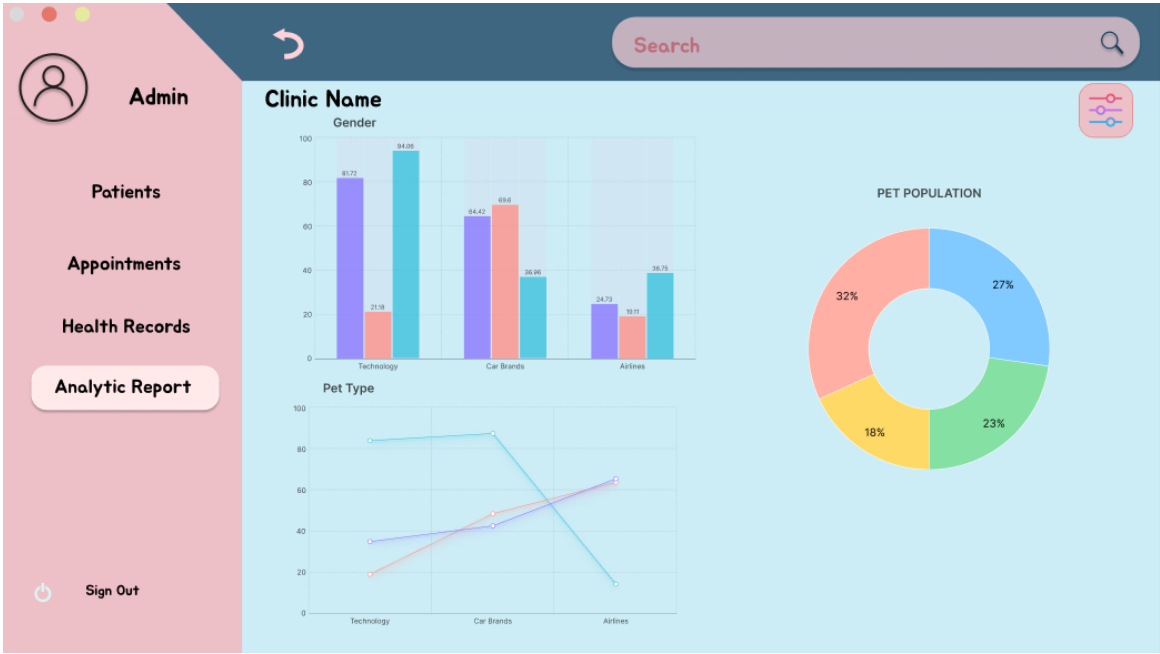 Search
Admin
Clinic Name
Patients
Appointments
Health Records
Analytic Report
Sign Out
Gender
100
80
60
40
20
0
81.72
21.18
94.06
64.42
69.6
36.96
24.73
19.11
38.75
Technology
Car Brands
Airlines
Pet Type
100
80
60
40
20
0
Technology
Car Brands
Airlines
PET POPULATION
32%
27%
18%
23%